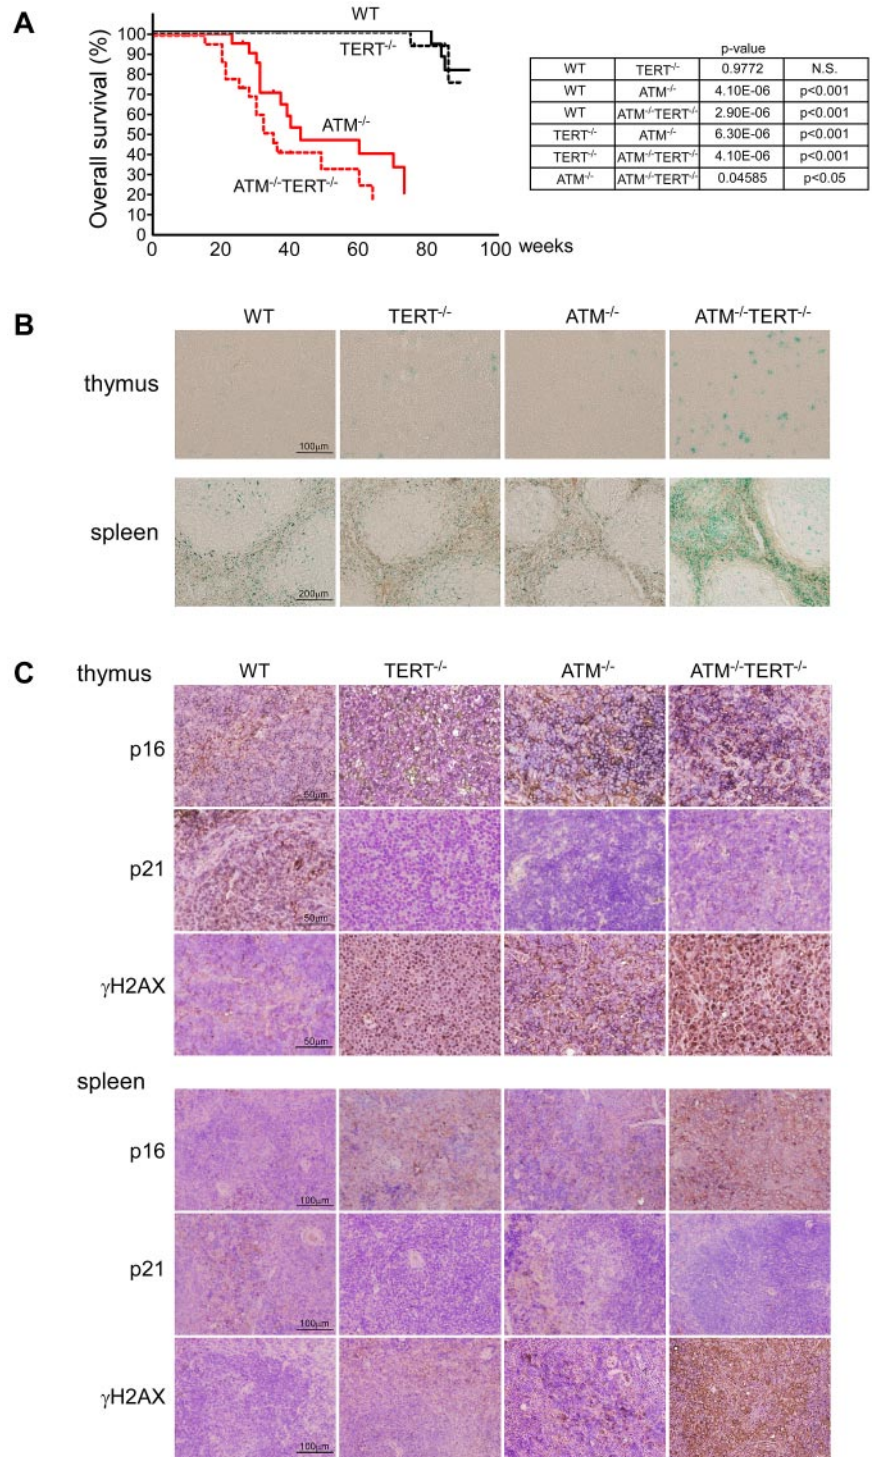 A
WT
TERT-/-
ATM-/-
ATM-/-TERT-/-
Overall survival (%)
100
90
80
70
60
50
40
30
20
10
0
0 20 40 60 80 100 weeks
p-value
WT TERT-/- 0.9772 N.S.
WT ATM-/- 4.10E-06 p<0.001
WT ATM-/-TERT-/- 2.90E-06 p<0.001
TERT-/- ATM-/- 6.30E-06 p<0.001
TERT-/- ATM-/-TERT-/- 4.10E-06 p<0.001
ATM-/- ATM-/-TERT-/- 0.04585 p<0.05
B
WT TERT-/- ATM-/- ATM-/-TERT-/-
thymus
100μm
spleen
200μm
C
thymus WT TERT-/- ATM-/- ATM-/-TERT-/-
p16
50μm
p21
50μm
γH2AX
50μm
spleen
p16
100μm
p21
100μm
γH2AX
100μm